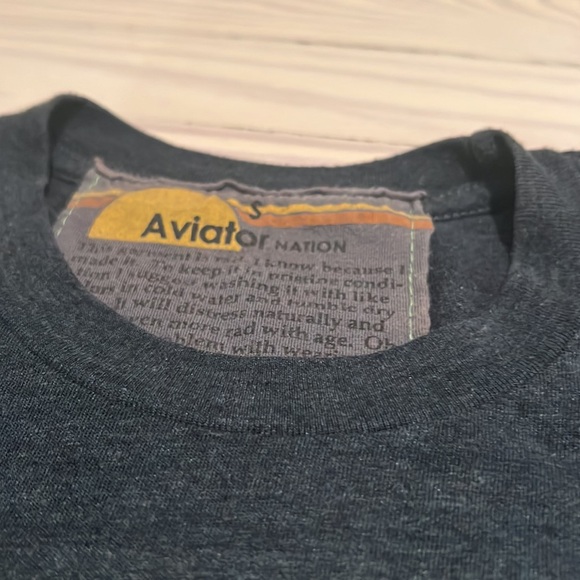 S
Aviator NATION
This garment is rad. I know because I
made it. To keep it in pristine condi-
tion I suggest washing it with like
colors in cold water and tumble dry
It will distress naturally and
even more rad with age. Oh
problem with wear